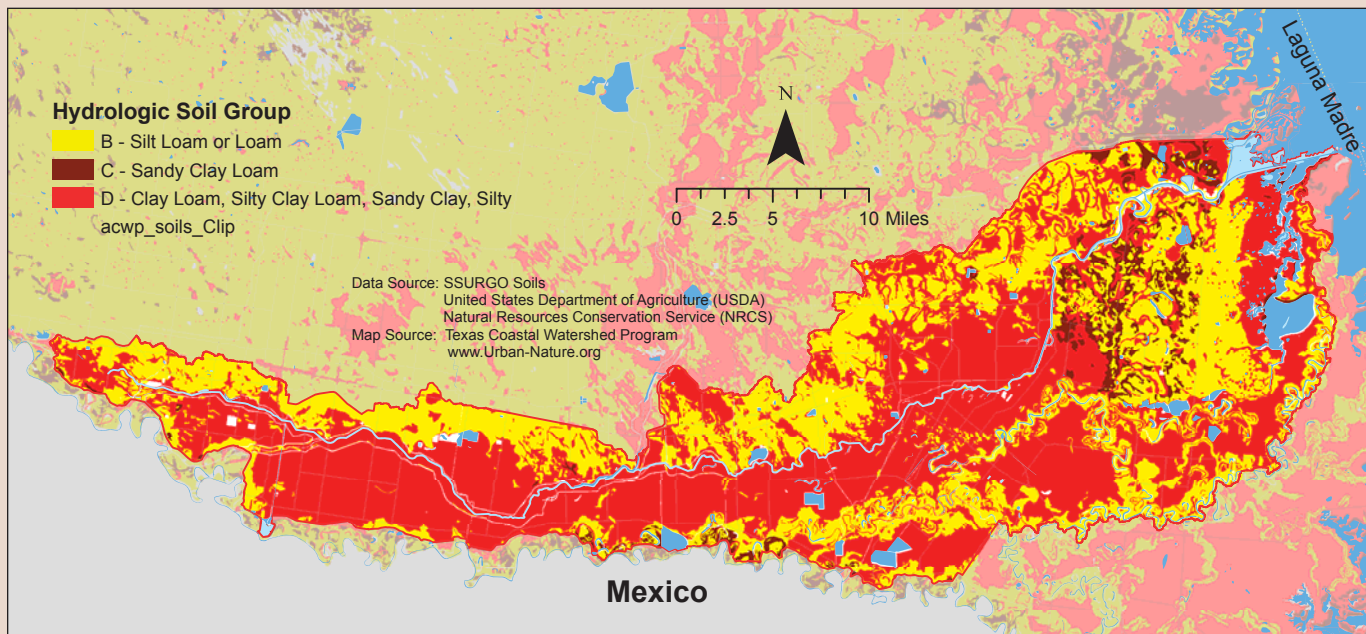 Laguna Madre
Hydrologic Soil Group
B - Silt Loam or Loam
C - Sandy Clay Loam
D - Clay Loam, Silty Clay Loam, Sandy Clay, Silty
acwp_soils_Clip
N
0 2.5 5 10 Miles
Data Source: SSURGO Soils
United States Department of Agriculture (USDA)
Natural Resources Conservation Service (NRCS)
Map Source: Texas Coastal Watershed Program
www.Urban-Nature.org
Mexico